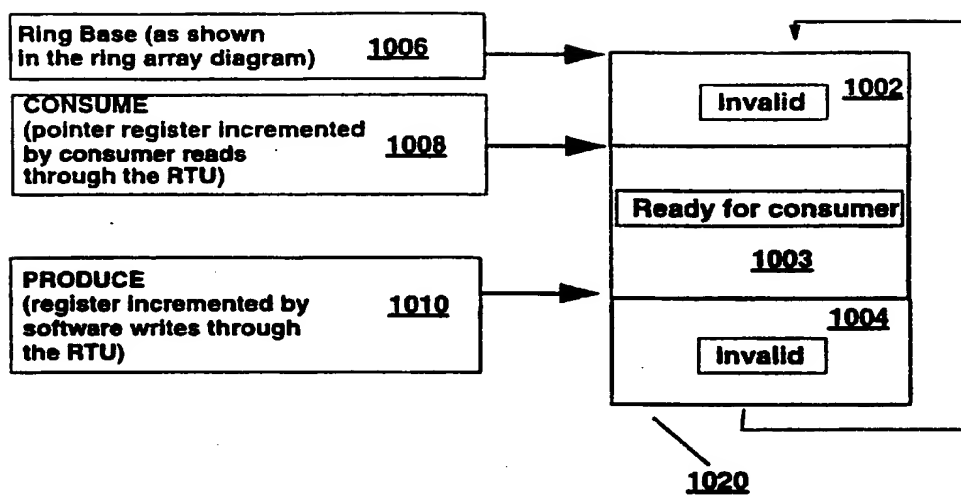 Ring Base (as shown
in the ring array diagram) 1006
CONSUME
(pointer register incremented
by consumer reads
through the RTU) 1008
PRODUCE
(register incremented by
software writes through
the RTU) 1010
1002
Invalid
Ready for consumer
1003
1004
Invalid
1020